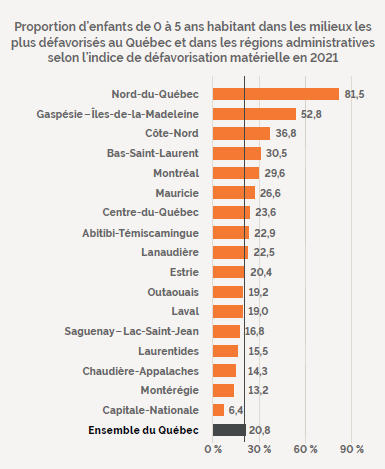 Proportion d’enfants de 0 à 5 ans habitant dans les milieux les
plus défavorisés au Québec et dans les régions administratives
selon l’indice de défavorisation matérielle en 2021
Nord-du-Québec 81,5
Gaspésie – Îles-de-la-Madeleine 52,8
Côte-Nord 36,8
Bas-Saint-Laurent 30,5
Montréal 29,6
Mauricie 26,6
Centre-du-Québec 23,6
Abitibi-Témiscamingue 22,9
Lanaudière 22,5
Estrie 20,4
Outaouais 19,2
Laval 19,0
Saguenay – Lac-Saint-Jean 16,8
Laurentides 15,5
Chaudière-Appalaches 14,3
Montérégie 13,2
Capitale-Nationale 6,4
Ensemble du Québec 20,8
0 % 30 % 60 % 90 %